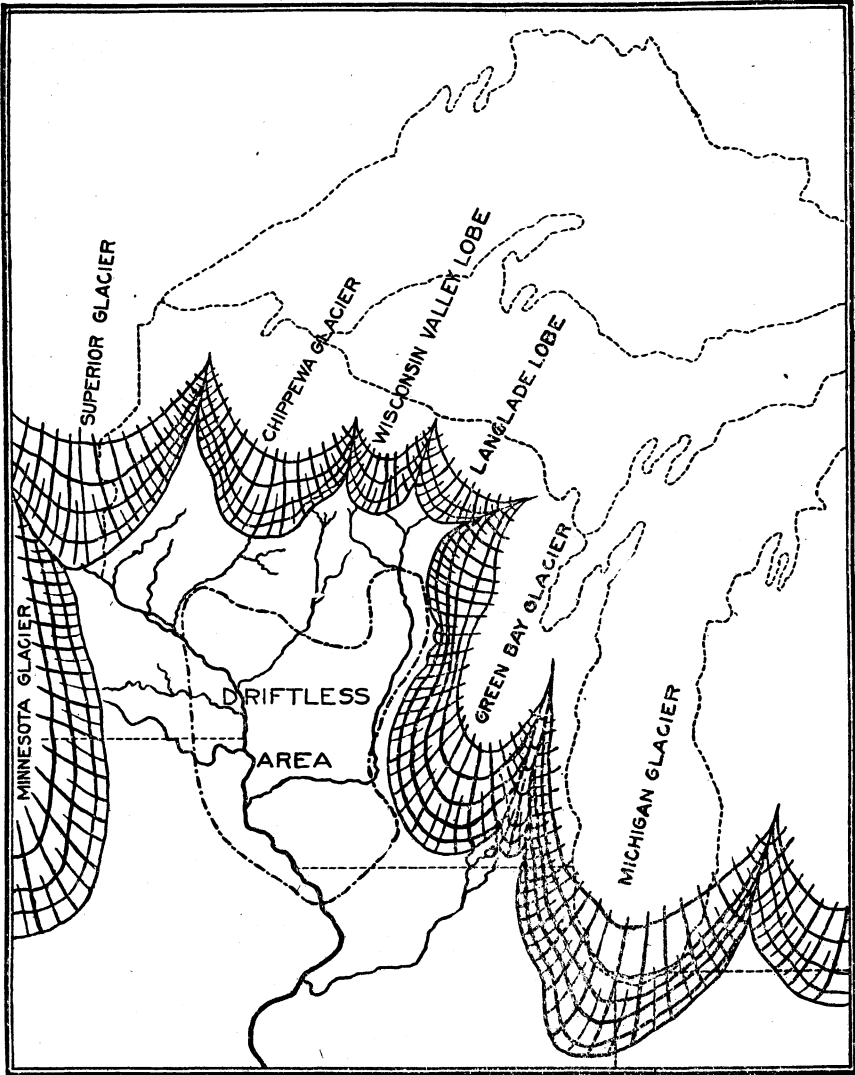 SUPERIOR GLACIER
CHIPPEWA GLACIER
WISCONSIN VALLEY LOBE
LANGLADE LOBE
MINNESOTA GLACIER
GREEN BAY GLACIER
DRIFTLESS
AREA
MICHIGAN GLACIER